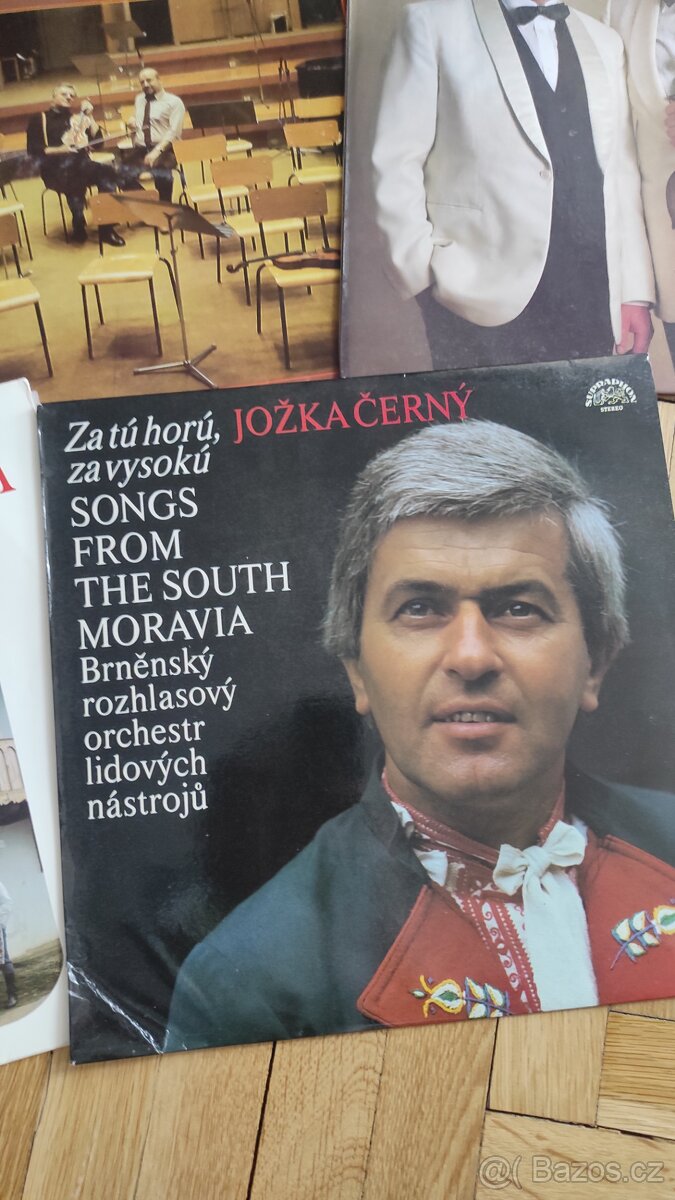 Za tú horú, JOŽKA ČERNÝ
za vysokú
SONGS
FROM
THE SOUTH
MORAVIA
Brněnský
rozhlasový
orchestr
lidových
nástrojů
SUPRAPHON
STEREO
@( Bazos.cz